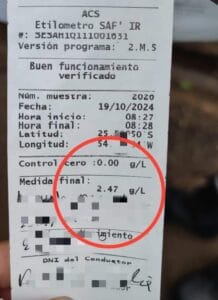 ACS
Etilometro SAF' IR
#: SESAH1Q111001631
Versión programa: 2.M.S
Buen funcionamiento
verificado
Núm. muestra: 2020
Fecha: 19/10/2024
Hora inicio: 08:27
Hora final: 08:28
Latitud:
Longitud:
Control cero :0.00 g/L
Medida final:
2.47 g/L
DNI del Conductor